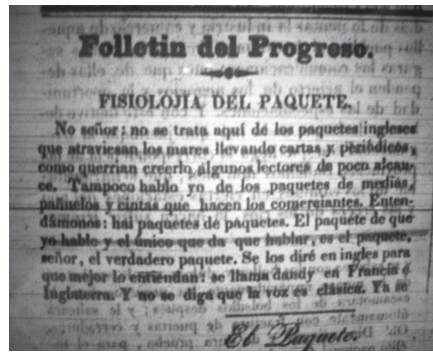 Folletin del Progreso.
FISIOLOJIA DEL PAQUETE.
No señor: no se trata aquí de los paquetes ingleses
que atraviesan los mares llevando cartas y periódicos,
como querrian creerlo algunos lectores de poco alcan-
ce. Tampoco hablo yo de los paquetes de medias,
pañuelos y cintas que hacen los comerciantes. Enten-
dámonos: hai paquetes de paquetes. El paquete de que
yo hablo y el único que da que hablar, es el paquete,
señor, el verdadero paquete. Se los diré en ingles para
que mejor lo entiendan: se llama dandy en Francia é
Inglaterra. Y no se diga que la voz es clásica. Ya se
El Paquete.